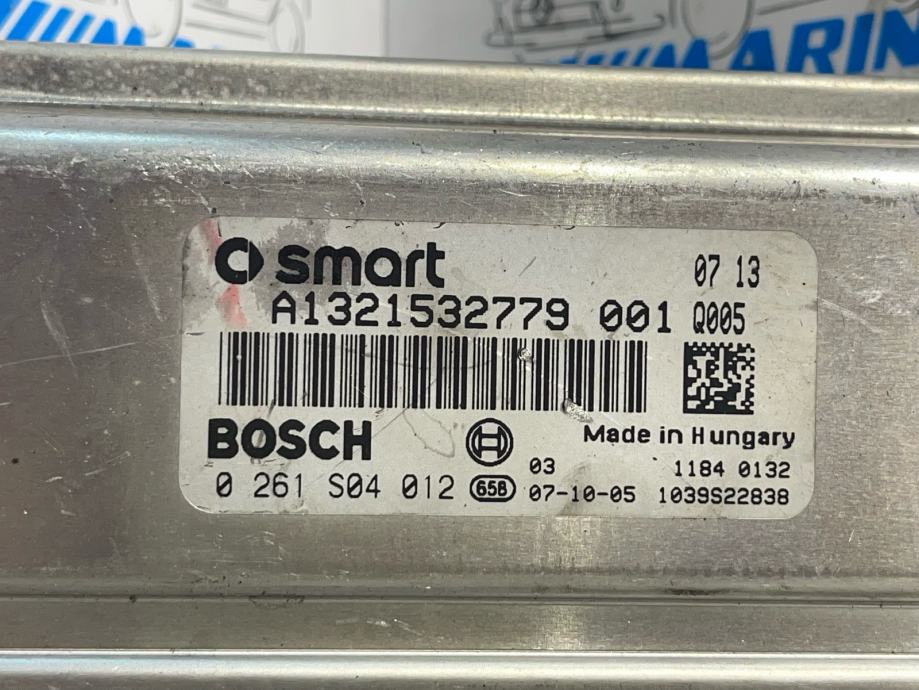 MARIN
smart 07 13
A1321532779 001 Q005
BOSCH Made in Hungary
03 1184 0132
0 261 S04 012 658 07-10-05 1039S22838